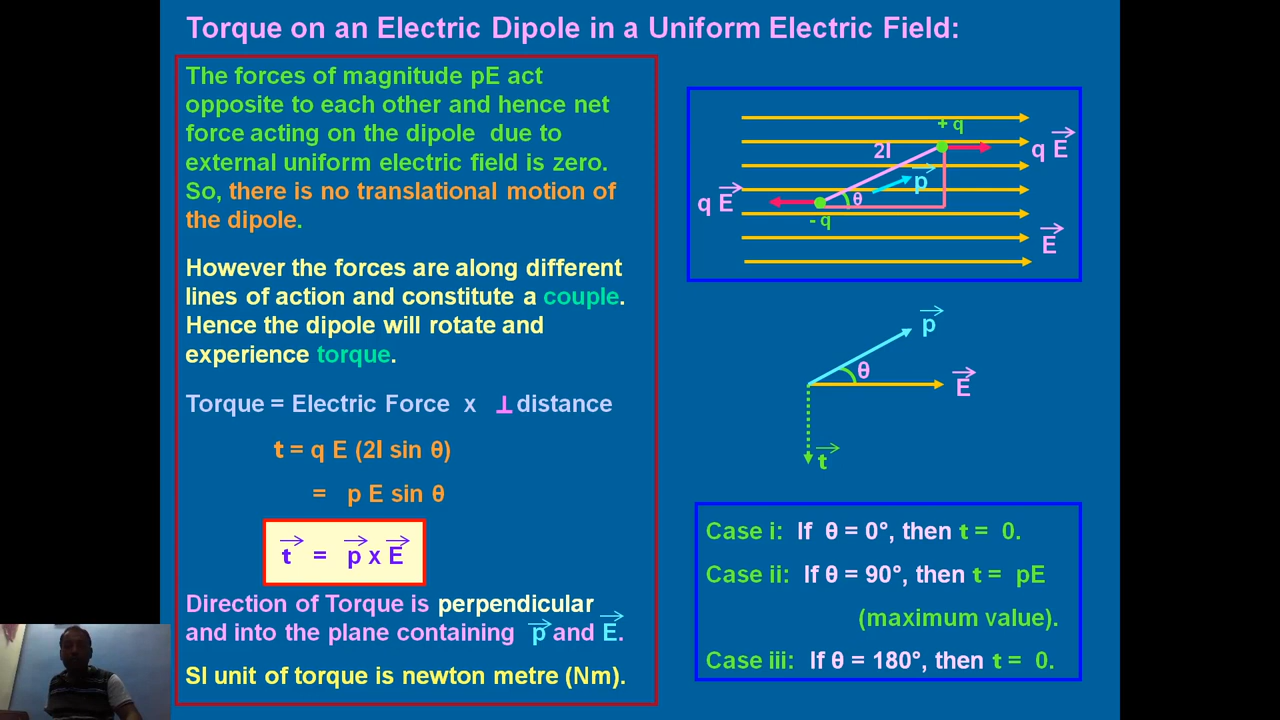 Torque on an Electric Dipole in a Uniform Electric Field:
The forces of magnitude pE act
opposite to each other and hence net
force acting on the dipole due to
external uniform electric field is zero.
So, there is no translational motion of
the dipole.
However the forces are along different
lines of action and constitute a couple.
Hence the dipole will rotate and
experience torque.
Torque = Electric Force x ⊥ distance
t = q E (2l sin θ)
= p E sin θ
t⃗ = p⃗ x E⃗
Direction of Torque is perpendicular
and into the plane containing p⃗ and E⃗.
SI unit of torque is newton metre (Nm).
+ q
2l
q E⃗
p⃗
q E⃗
θ
- q
E⃗
p⃗
θ
E⃗
t⃗
Case i: If θ = 0°, then t = 0.
Case ii: If θ = 90°, then t = pE
(maximum value).
Case iii: If θ = 180°, then t = 0.